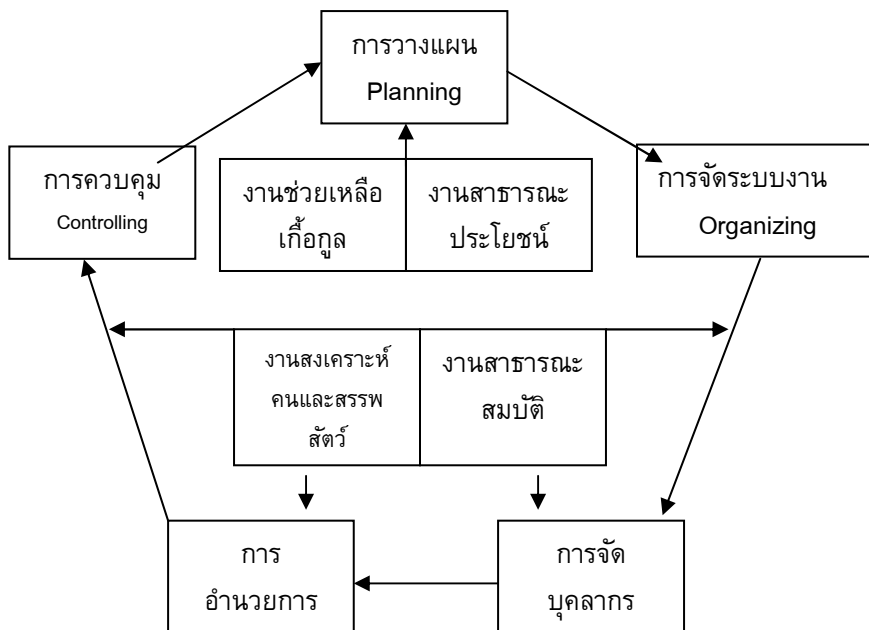 การวางแผน
Planning
การควบคุม
Controlling
งานช่วยเหลือ
เกื้อกูล
งานสาธารณะ
ประโยชน์
การจัดระบบงาน
Organizing
งานสงเคราะห์
คนและสรรพ
สัตว์
งานสาธารณะ
สมบัติ
การ
อำนวยการ
การจัด
บุคลากร